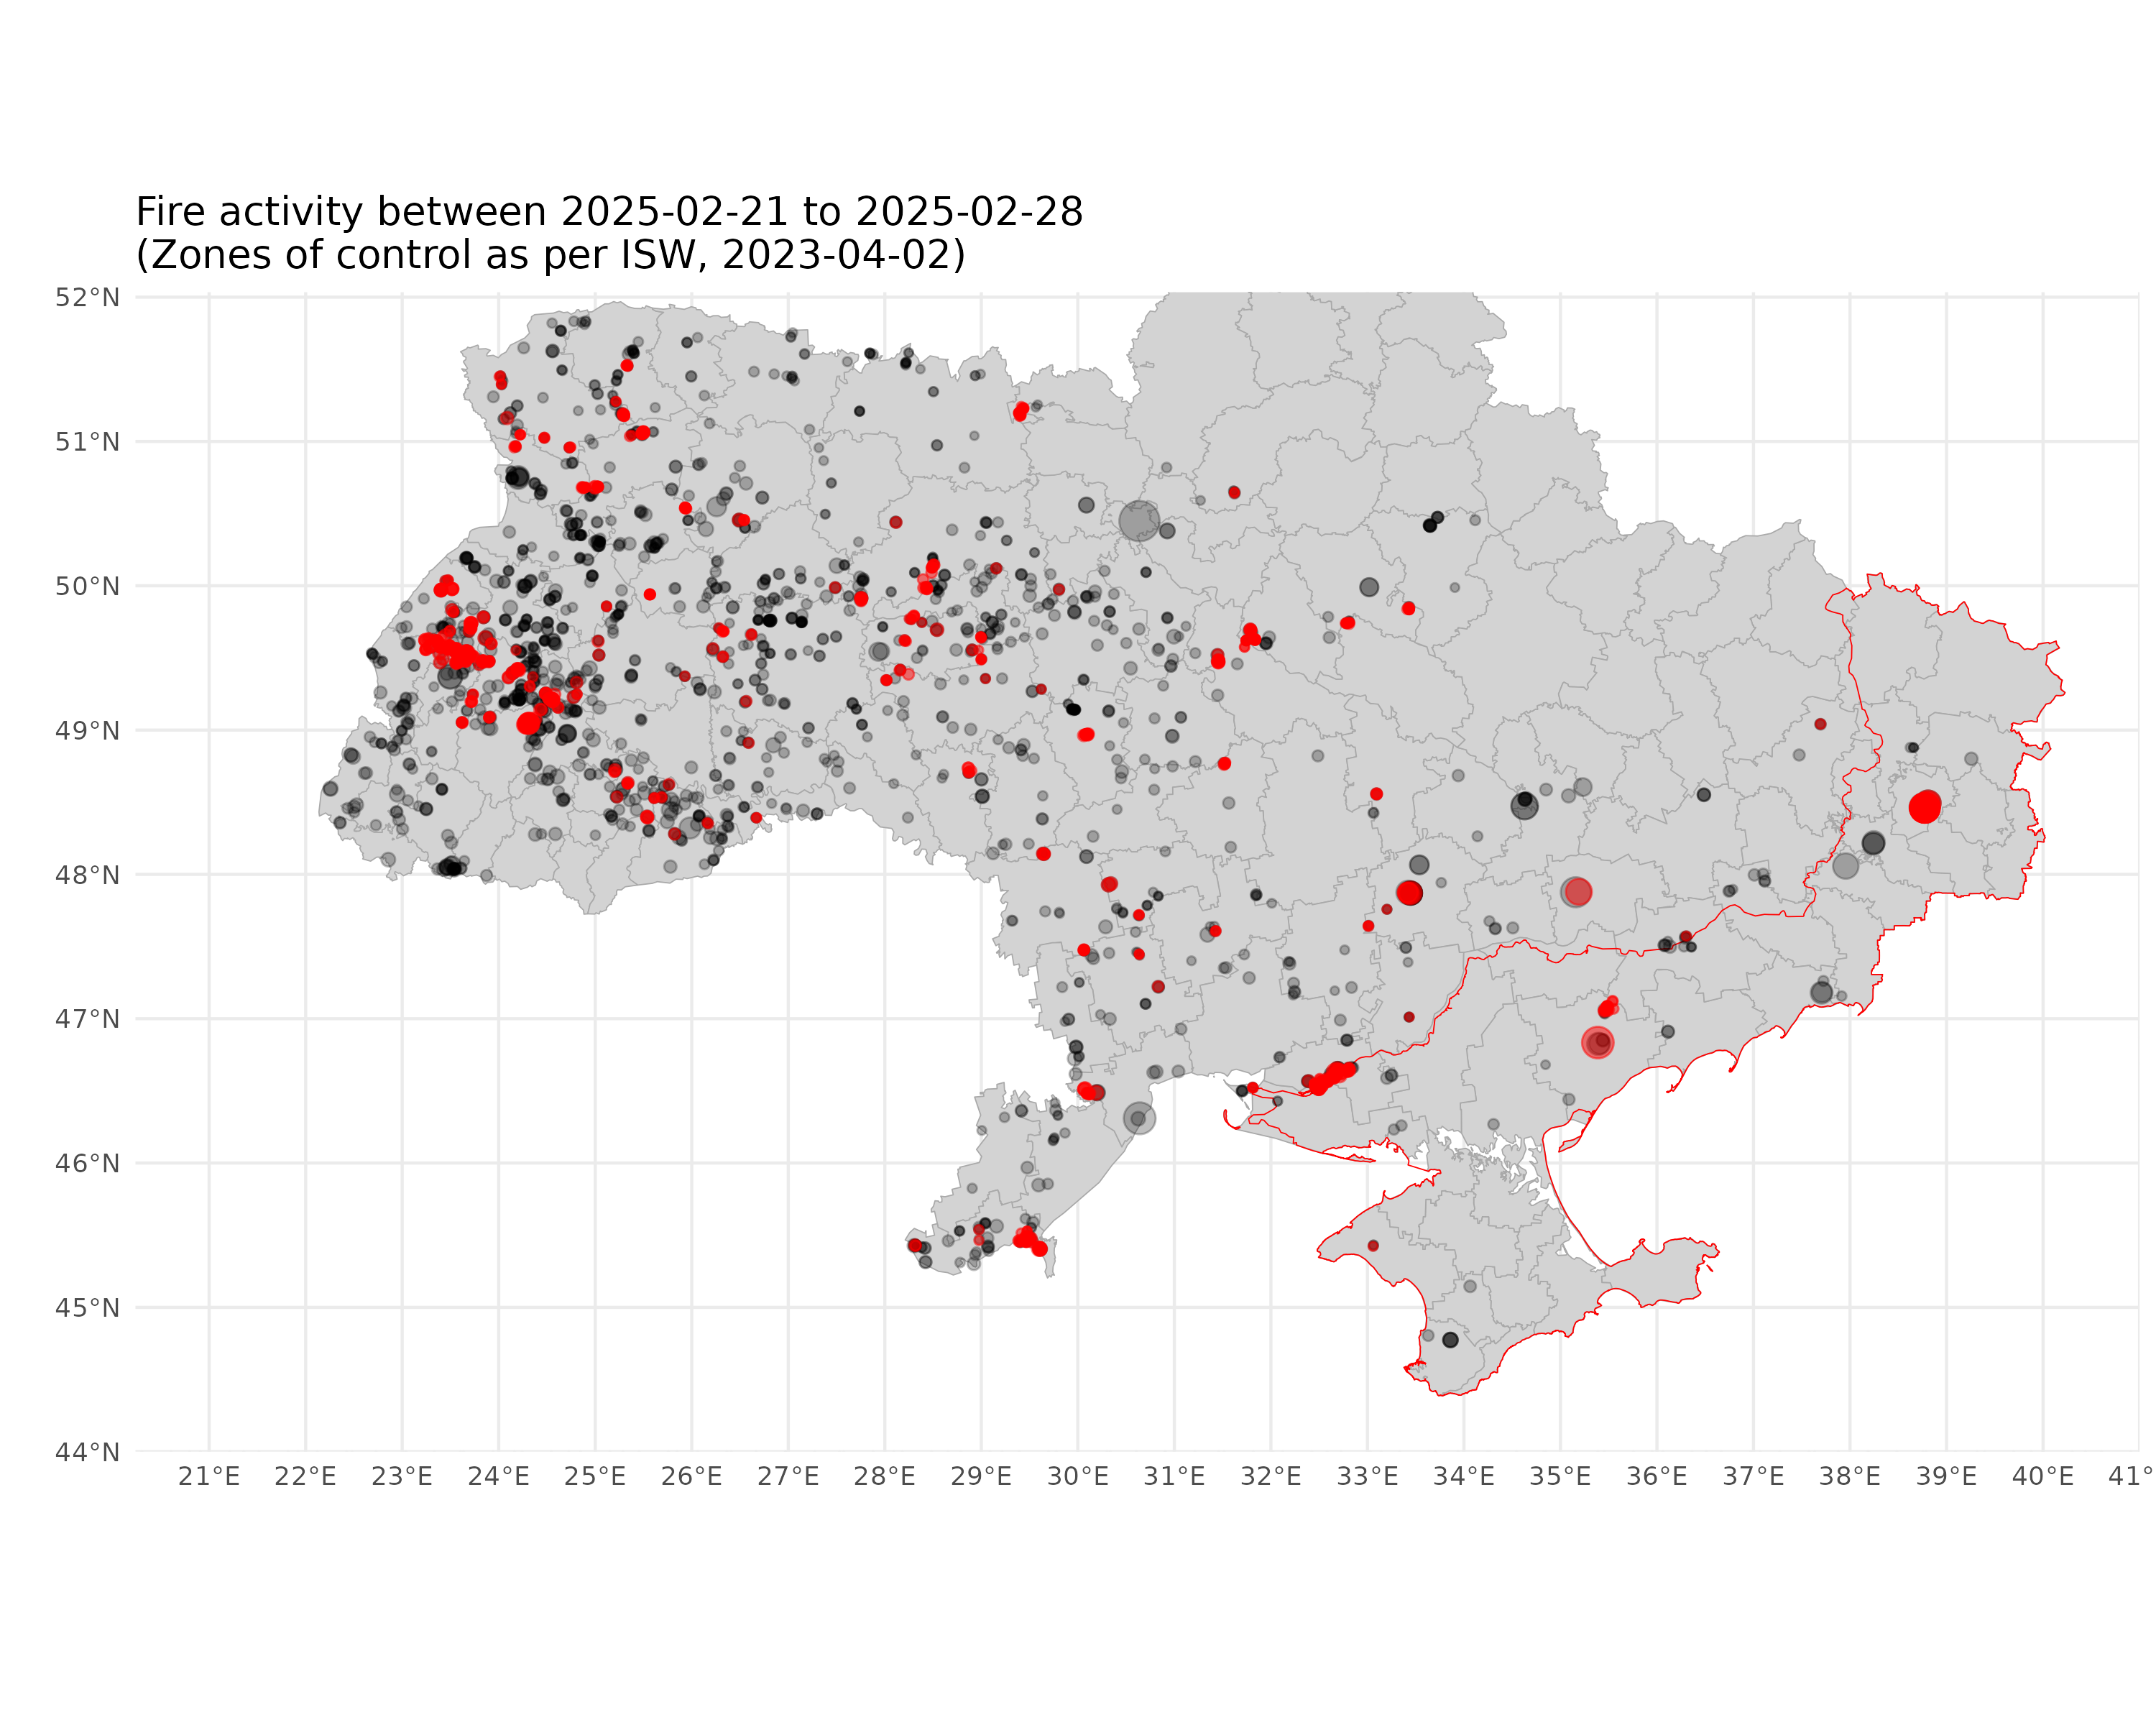 Fire activity between 2025-02-21 to 2025-02-28
(Zones of control as per ISW, 2023-04-02)
52°N
51°N
50°N
49°N
48°N
47°N
46°N
45°N
44°N
21°E 22°E 23°E 24°E 25°E 26°E 27°E 28°E 29°E 30°E 31°E 32°E 33°E 34°E 35°E 36°E 37°E 38°E 39°E 40°E 41°